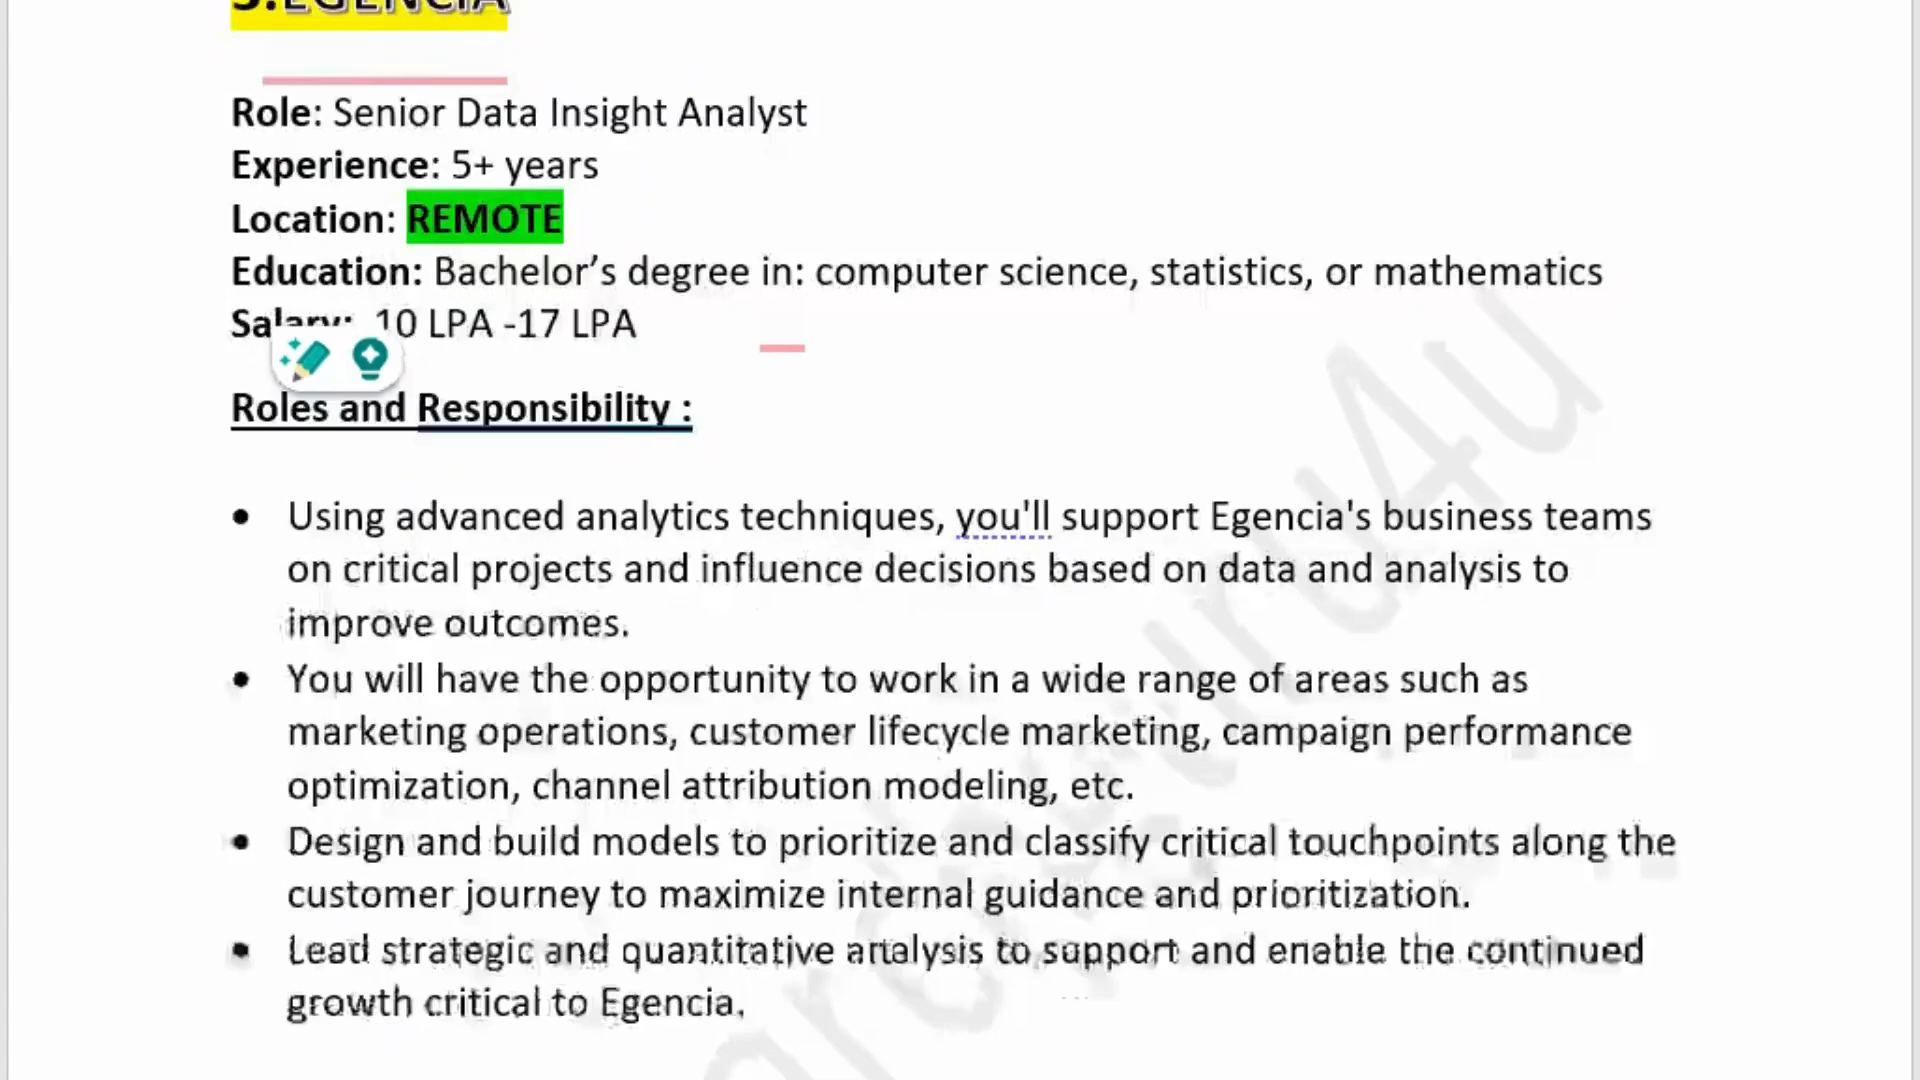 3.EGENCIA
Role: Senior Data Insight Analyst
Experience: 5+ years
Location: REMOTE
Education: Bachelor’s degree in: computer science, statistics, or mathematics
Salary: 10 LPA -17 LPA
Roles and Responsibility :
• Using advanced analytics techniques, you'll support Egencia's business teams
on critical projects and influence decisions based on data and analysis to
improve outcomes.
• You will have the opportunity to work in a wide range of areas such as
marketing operations, customer lifecycle marketing, campaign performance
optimization, channel attribution modeling, etc.
• Design and build models to prioritize and classify critical touchpoints along the
customer journey to maximize internal guidance and prioritization.
• Lead strategic and quantitative analysis to support and enable the continued
growth critical to Egencia.